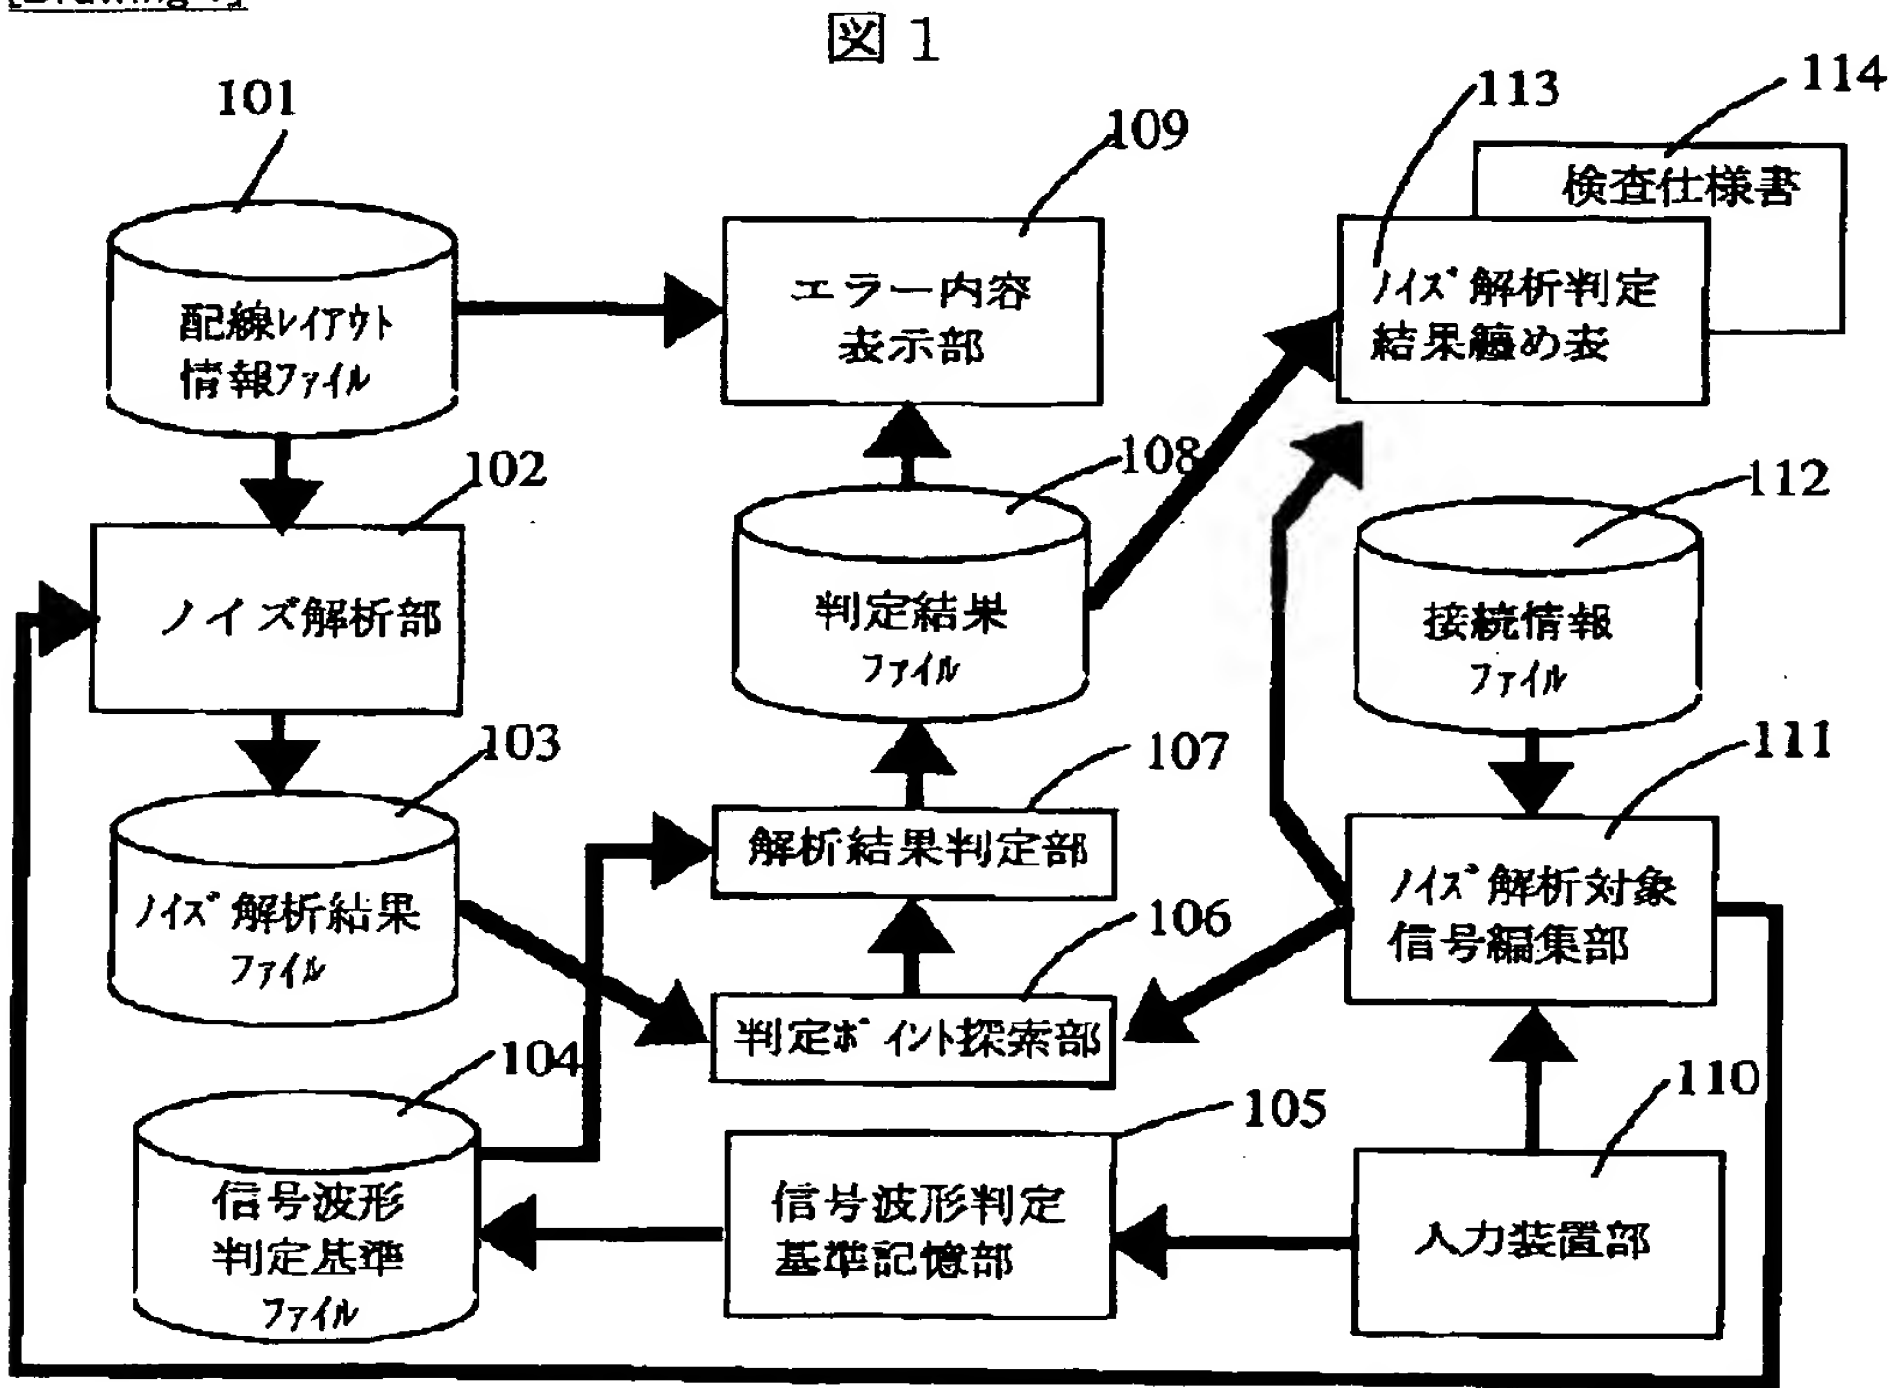 [Drawing 1]
図１
101
109
113
114
検査仕様書
配線ﾚｲｱｳﾄ
情報ﾌｧｲﾙ
エラー内容
表示部
ﾉｲｽﾞ解析判定
結果纏め表
102
108
112
ノイズ解析部
判定結果
ﾌｧｲﾙ
接続情報
ﾌｧｲﾙ
103
107
111
ﾉｲｽﾞ解析結果
ﾌｧｲﾙ
解析結果判定部
ﾉｲｽﾞ解析対象
信号編集部
106
判定ﾎﾟｲﾝﾄ探索部
104
105
110
信号波形
判定基準
ﾌｧｲﾙ
信号波形判定
基準記憶部
入力装置部